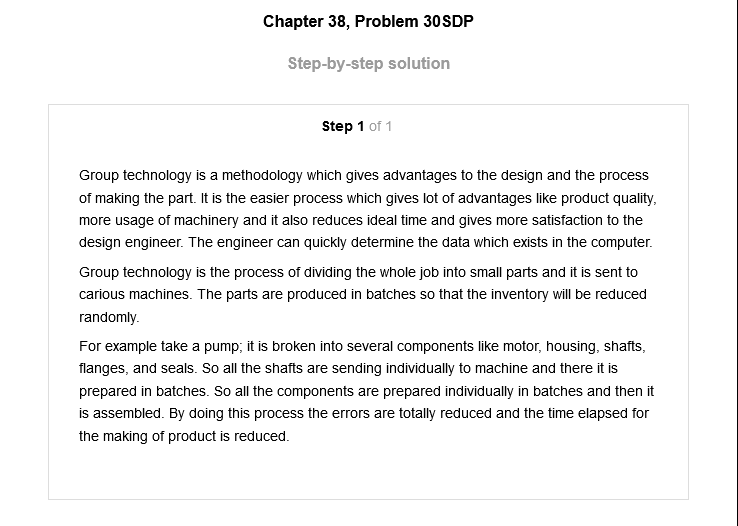 Chapter 38, Problem 30SDP
Step-by-step solution
Step 1 of 1
Group technology is a methodology which gives advantages to the design and the process
of making the part. It is the easier process which gives lot of advantages like product quality,
more usage of machinery and it also reduces ideal time and gives more satisfaction to the
design engineer. The engineer can quickly determine the data which exists in the computer.
Group technology is the process of dividing the whole job into small parts and it is sent to
carious machines. The parts are produced in batches so that the inventory will be reduced
randomly.
For example take a pump; it is broken into several components like motor, housing, shafts,
flanges, and seals. So all the shafts are sending individually to machine and there it is
prepared in batches. So all the components are prepared individually in batches and then it
is assembled. By doing this process the errors are totally reduced and the time elapsed for
the making of product is reduced.